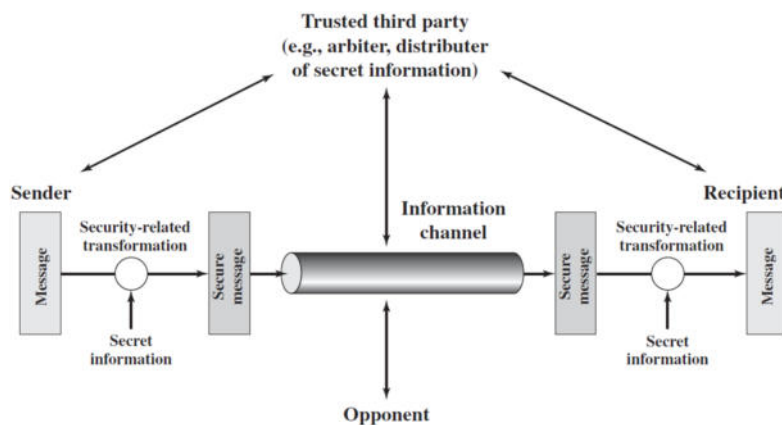 Trusted third party
(e.g., arbiter, distributer
of secret information)
Sender
Recipient
Information
channel
Message
Security-related
transformation
Secret
information
Secure
message
Secure
message
Security-related
transformation
Secret
information
Message
Opponent